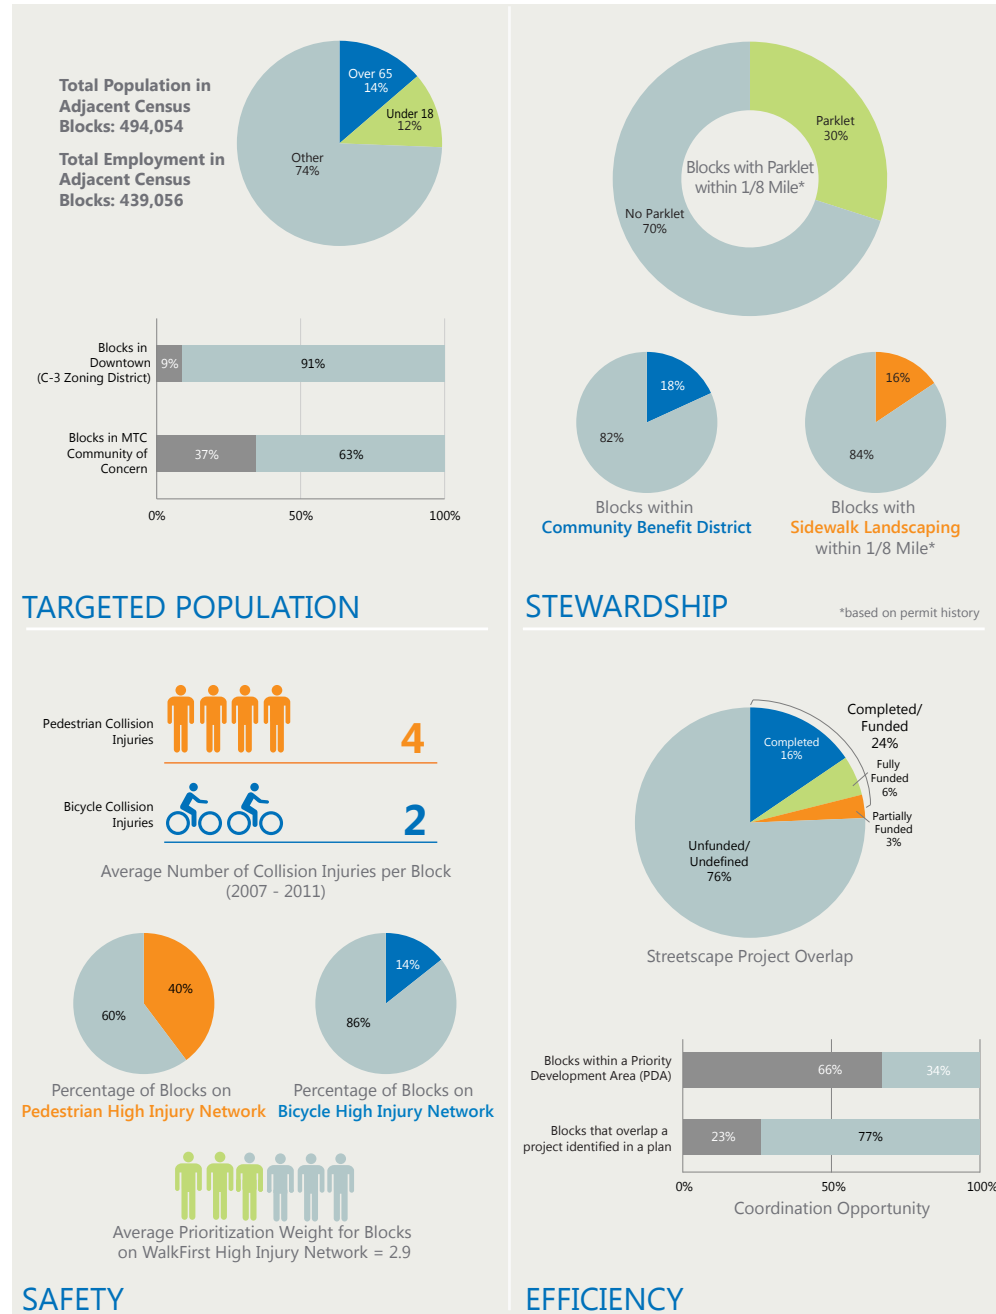 Total Population in
Adjacent Census
Blocks: 494,054
Total Employment in
Adjacent Census
Blocks: 439,056
Over 65
14%
Under 18
12%
Other
74%
Blocks in
Downtown
(C-3 Zoning District)
9%
91%
Blocks in MTC
Community of
Concern
37%
63%
0%
50%
100%
TARGETED POPULATION
Parklet
30%
Blocks with Parklet
within 1/8 Mile*
No Parklet
70%
18%
82%
Blocks within
Community Benefit District
16%
84%
Blocks with
Sidewalk Landscaping
within 1/8 Mile*
STEWARDSHIP
*based on permit history
Pedestrian Collision
Injuries
4
Bicycle Collision
Injuries
2
Average Number of Collision Injuries per Block
(2007 - 2011)
40%
60%
Percentage of Blocks on
Pedestrian High Injury Network
14%
86%
Percentage of Blocks on
Bicycle High Injury Network
Average Prioritization Weight for Blocks
on WalkFirst High Injury Network = 2.9
SAFETY
Completed/
Funded
24%
Completed
16%
Fully
Funded
6%
Partially
Funded
3%
Unfunded/
Undefined
76%
Streetscape Project Overlap
Blocks within a Priority
Development Area (PDA)
66%
34%
Blocks that overlap a
project identified in a plan
23%
77%
0%
50%
100%
Coordination Opportunity
EFFICIENCY